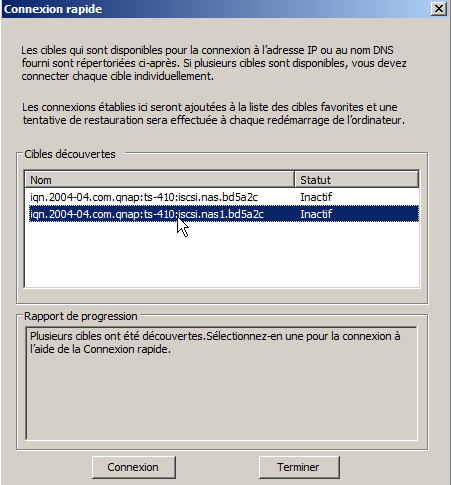 Connexion rapide
Les cibles qui sont disponibles pour la connexion à l'adresse IP ou au nom DNS
fourni sont répertoriées ci-après. Si plusieurs cibles sont disponibles, vous devez
connecter chaque cible individuellement.
Les connexions établies ici seront ajoutées à la liste des cibles favorites et une
tentative de restauration sera effectuée à chaque redémarrage de l'ordinateur.
Cibles découvertes
Nom Statut
iqn.2004-04.com.qnap:ts-410:iscsi.nas.bd5a2c Inactif
iqn.2004-04.com.qnap:ts-410:iscsi.nas1.bd5a2c Inactif
Rapport de progression
Plusieurs cibles ont été découvertes.Sélectionnez-en une pour la connexion à
l'aide de la Connexion rapide.
Connexion Terminer